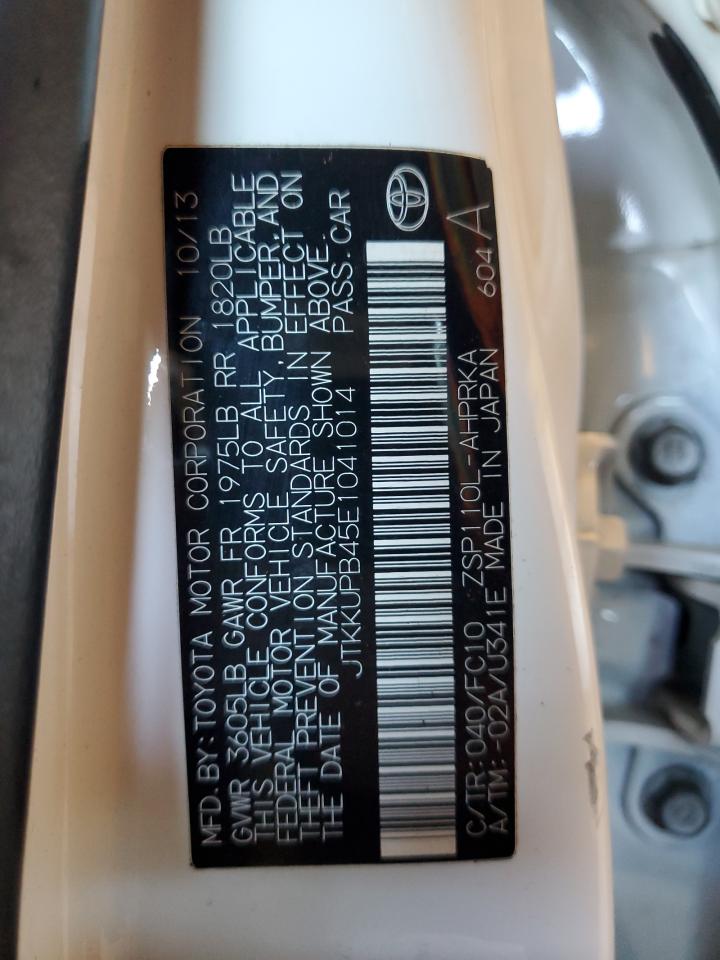 MFD. BY: TOYOTA MOTOR CORPORATION 10/13
GVWR 3605LB GAWR FR 1975LB RR 1820LB
THIS VEHICLE CONFORMS TO ALL APPLICABLE
FEDERAL MOTOR VEHICLE SAFETY, BUMPER, AND
THEFT PREVENTION STANDARDS IN EFFECT ON
THE DATE OF MANUFACTURE SHOWN ABOVE.
JTKKUPB45E1041014 PASS. CAR
C/TR: 040/FC10 ZSP110L-AHPRKA 604 A
A/TM: -02A/U341E MADE IN JAPAN